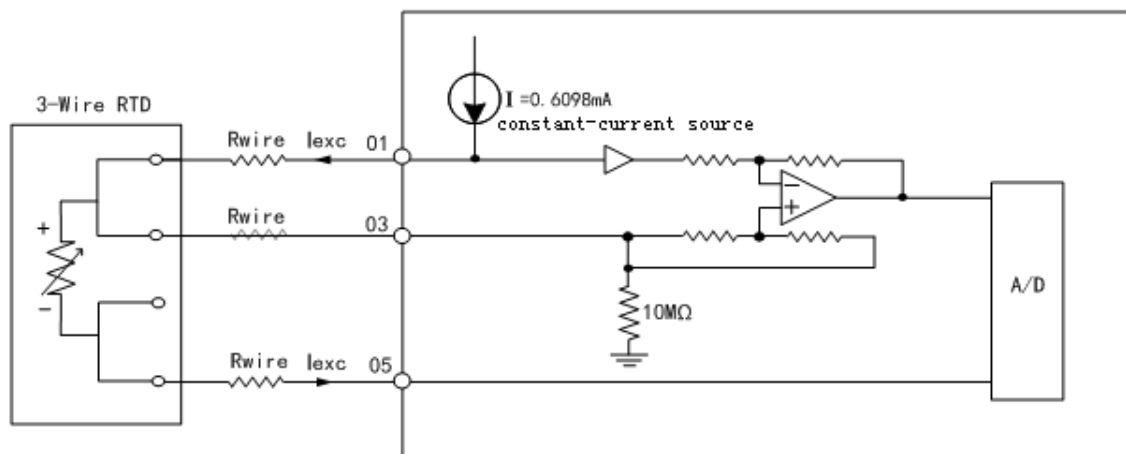 I =0.6098mA
constant-current source
3-Wire RTD
Rwire Iexc 01
Rwire 03
+
-
-
+
10MΩ
A/D
Rwire Iexc 05